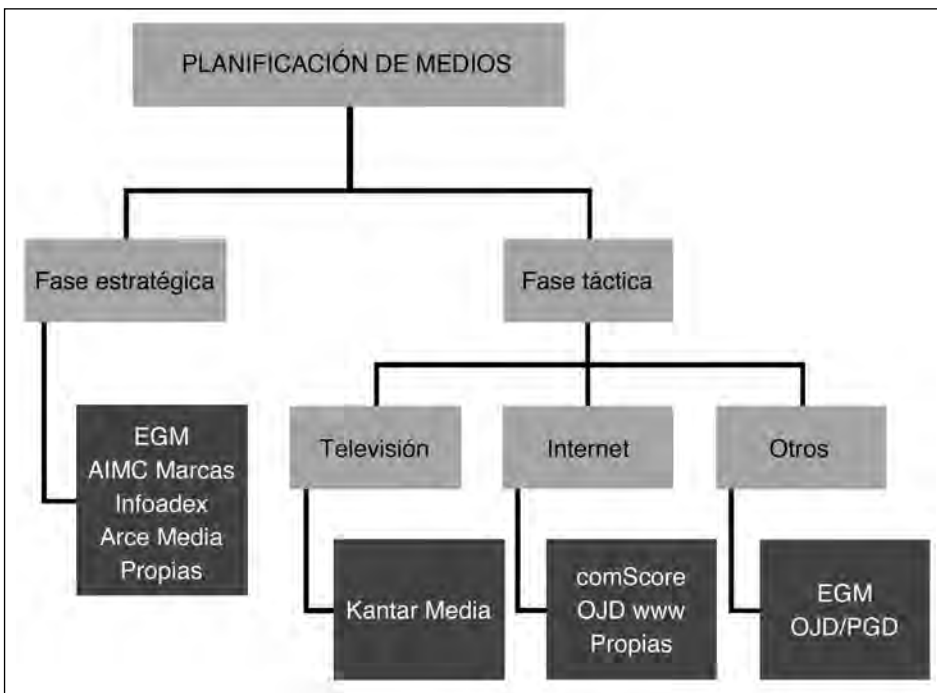 PLANIFICACIÓN DE MEDIOS
Fase estratégica
Fase táctica
EGM
AIMC Marcas
Infoadex
Arce Media
Propias
Televisión
Internet
Otros
Kantar Media
comScore
OJD www
Propias
EGM
OJD/PGD